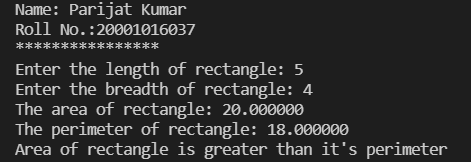 Name: Parijat Kumar
Roll No.:20001016037
****************
Enter the length of rectangle: 5
Enter the breadth of rectangle: 4
The area of rectangle: 20.000000
The perimeter of rectangle: 18.000000
Area of rectangle is greater than it's perimeter